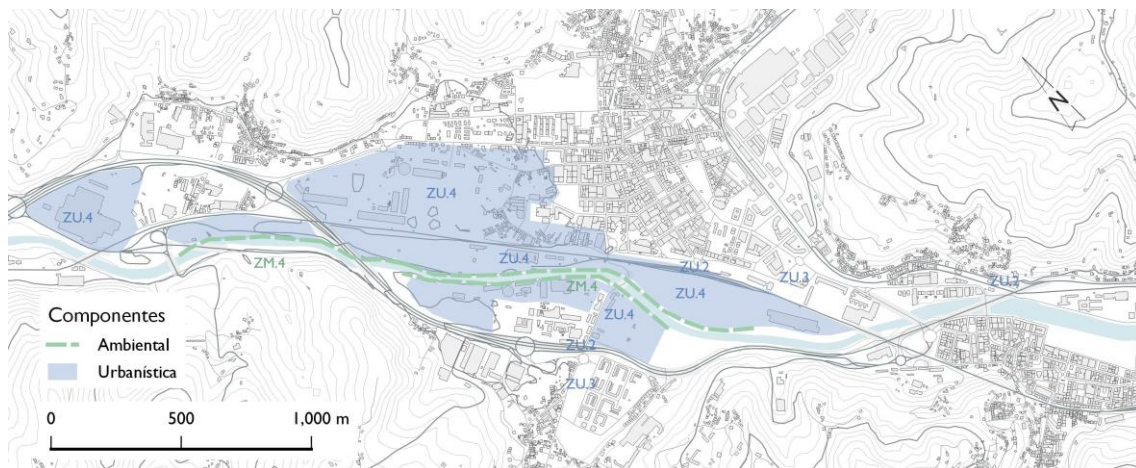 N
ZU.4
ZU.4
ZU.4
ZU.2
ZU.3
ZU.2
ZM.4
ZM.4
ZU.4
ZU.4
ZU.2
ZU.3
Componentes
Ambiental
Urbanística
0 500 1,000 m